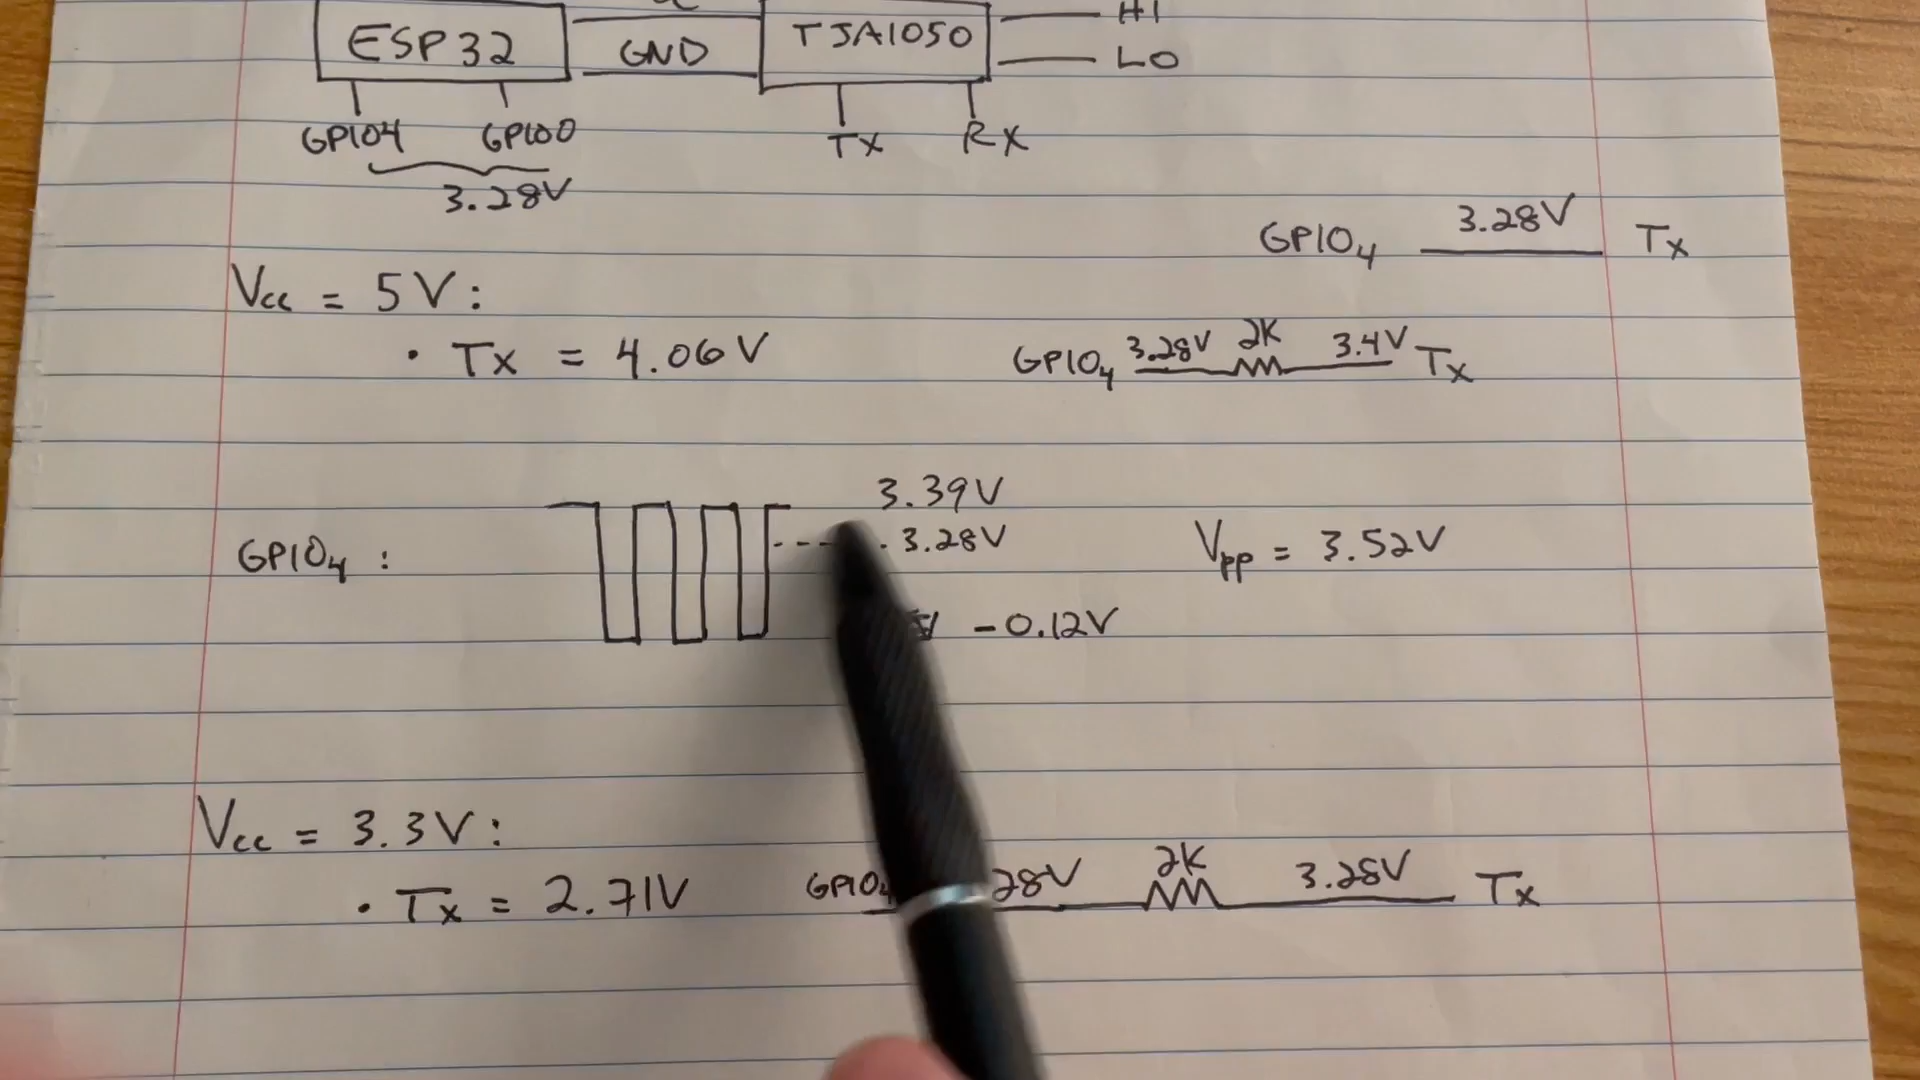 HI
ESP32 GND TJA1050 LO
GPIO4 GPIO0 TX RX
3.28V
GPIO4 3.28V Tx
Vcc = 5V:
· Tx = 4.06V GPIO4 3.28V 2K 3.4V Tx
3.39V
GPIO4 : 3.28V Vpp = 3.52V
-0.12V
Vcc = 3.3V:
· Tx = 2.71V GPIO4 28V 2K 3.28V Tx